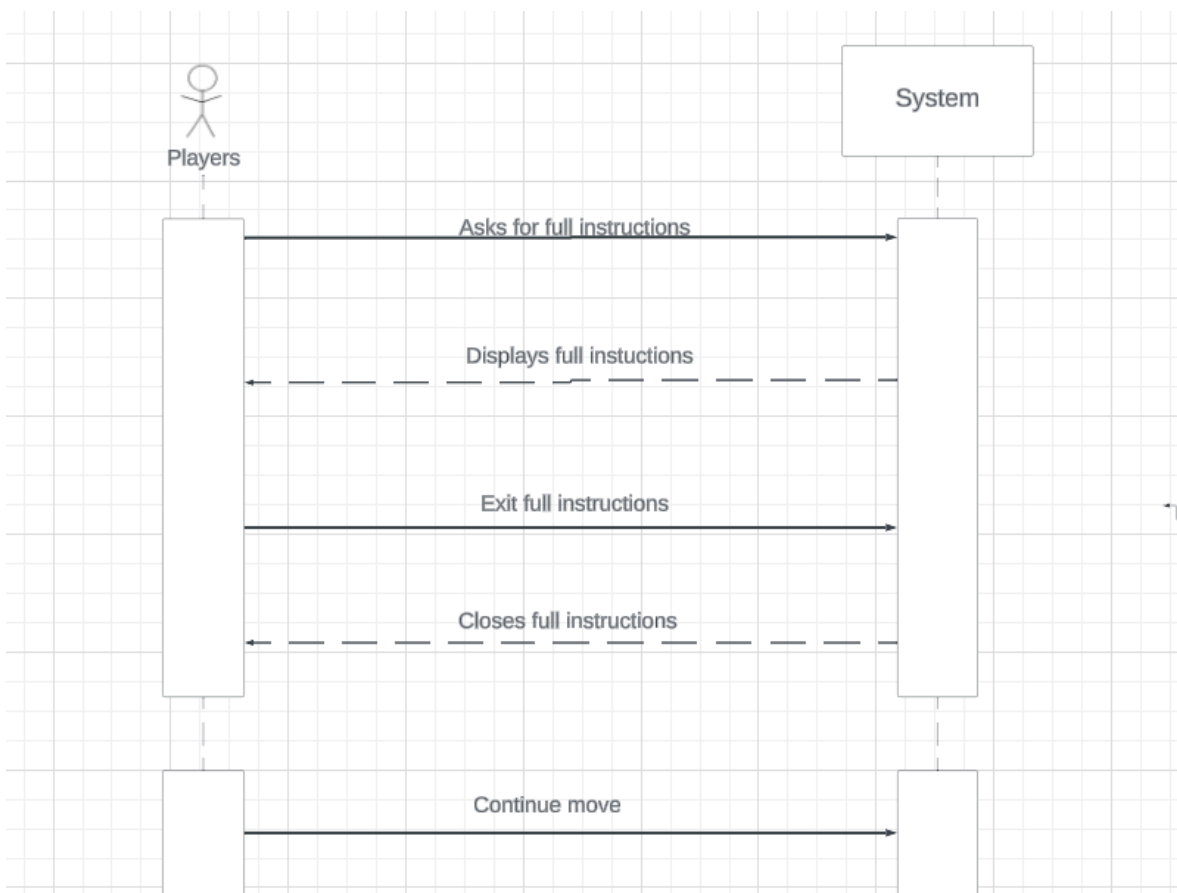 Players
System
Asks for full instructions
Displays full instuctions
Exit full instructions
Closes full instructions
Continue move